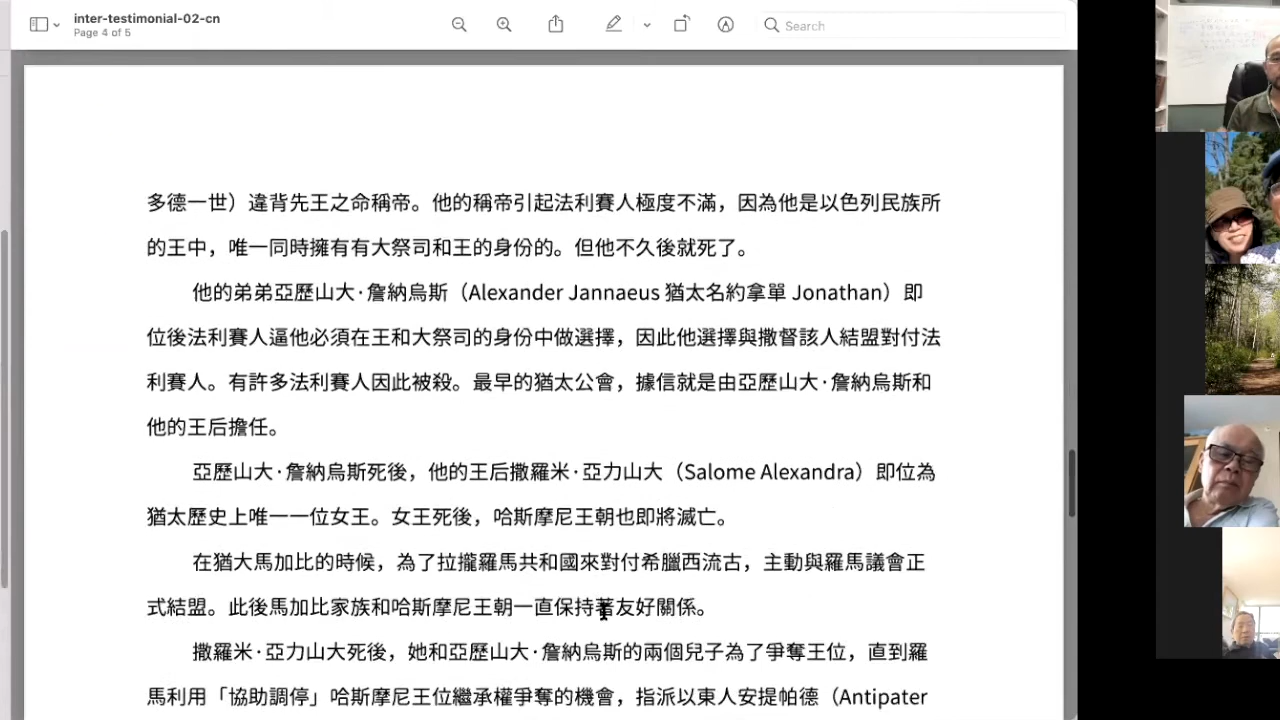 inter-testimonial-02-cn
Page 4 of 5
Search
多德一世）違背先王之命稱帝。他的稱帝引起法利賽人極度不滿，因為他是以色列民族所
的王中，唯一同時擁有有大祭司和王的身份的。但他不久後就死了。
他的弟弟亞歷山大·詹納烏斯（Alexander Jannaeus 猶太名約拿單 Jonathan）即
位後法利賽人逼他必須在王和大祭司的身份中做選擇，因此他選擇與撒督該人結盟對付法
利賽人。有許多法利賽人因此被殺。最早的猶太公會，據信就是由亞歷山大·詹納烏斯和
他的王后擔任。
亞歷山大·詹納烏斯死後，他的王后撒羅米·亞力山大（Salome Alexandra）即位為
猶太歷史上唯一一位女王。女王死後，哈斯摩尼王朝也即將滅亡。
在猶大馬加比的時候，為了拉攏羅馬共和國來對付希臘西流古，主動與羅馬議會正
式結盟。此後馬加比家族和哈斯摩尼王朝一直保持著友好關係。
撒羅米·亞力山大死後，她和亞歷山大·詹納烏斯的兩個兒子為了爭奪王位，直到羅
馬利用「協助調停」哈斯摩尼王位繼承權爭奪的機會，指派以東人安提帕德（Antipater